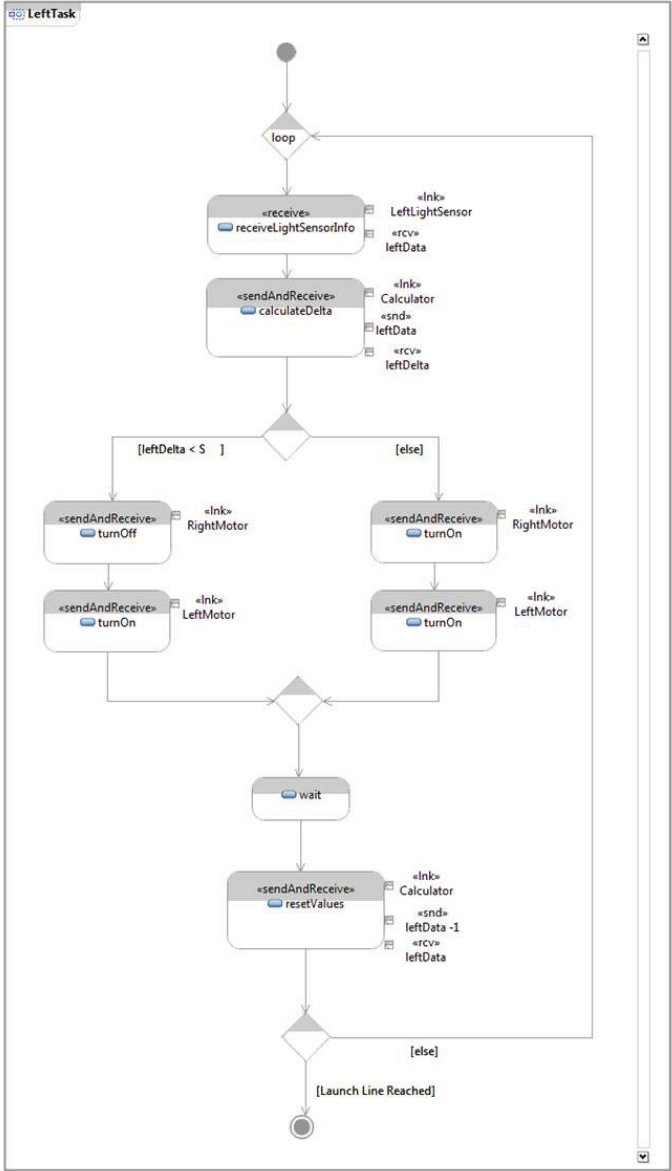 LeftTask
loop
«receive»
receiveLightSensorInfo
«lnk»
LeftLightSensor
«rcv»
leftData
«sendAndReceive»
calculateDelta
«lnk»
Calculator
«snd»
leftData
«rcv»
leftDelta
[leftDelta < S ]
[else]
«sendAndReceive»
turnOff
«lnk»
RightMotor
«sendAndReceive»
turnOn
«lnk»
RightMotor
«sendAndReceive»
turnOn
«lnk»
LeftMotor
«sendAndReceive»
turnOn
«lnk»
LeftMotor
wait
«sendAndReceive»
resetValues
«lnk»
Calculator
«snd»
leftData -1
«rcv»
leftData
[else]
[Launch Line Reached]